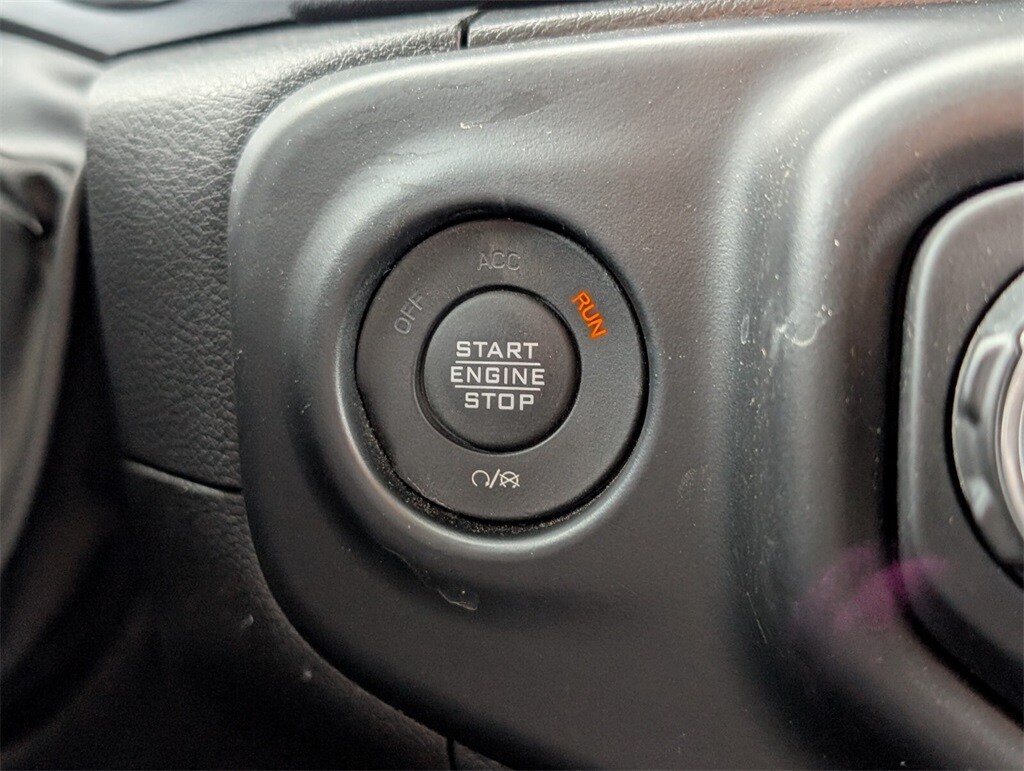 ACC
OFF
RUN
START
ENGINE
STOP